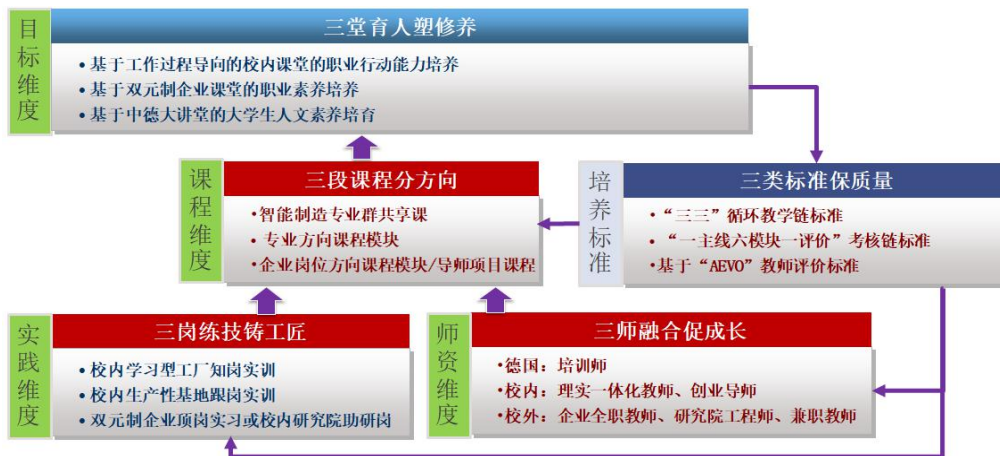 目标维度
三堂育人塑修养
•基于工作过程导向的校内课堂的职业行动能力培养
•基于双元制企业课堂的职业素养培养
•基于中德大讲堂的大学生人文素养培育
课程维度
三段课程分方向
•智能制造专业群共享课
•专业方向课程模块
•企业岗位方向课程模块/导师项目课程
培养标准
三类标准保质量
•“三三”循环教学链标准
•“一主线六模块一评价”考核链标准
•基于“AEVO”教师评价标准
实践维度
三岗练技铸工匠
•校内学习型工厂知岗实训
•校内生产性基地跟岗实训
•双元制企业顶岗实习或校内研究院助研岗
师资维度
三师融合促成长
•德国：培训师
•校内：理实一体化教师、创业导师
•校外：企业全职教师、研究院工程师、兼职教师